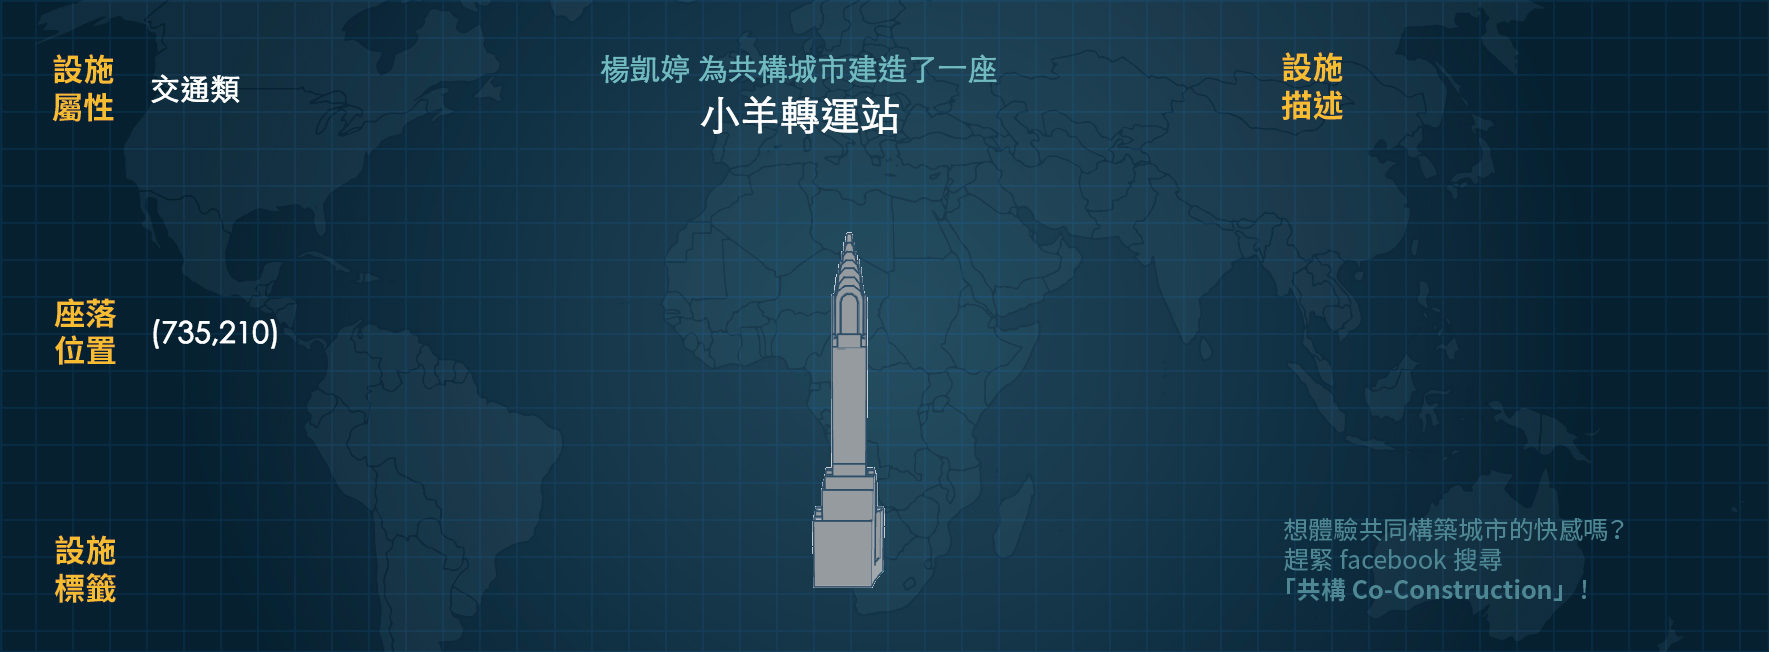 設施
屬性
交通類
楊凱婷 為共構城市建造了一座
小羊轉運站
設施
描述
座落
位置
(735,210)
設施
標籤
想體驗共同構築城市的快感嗎？
趕緊 facebook 搜尋
「共構 Co-Construction」！